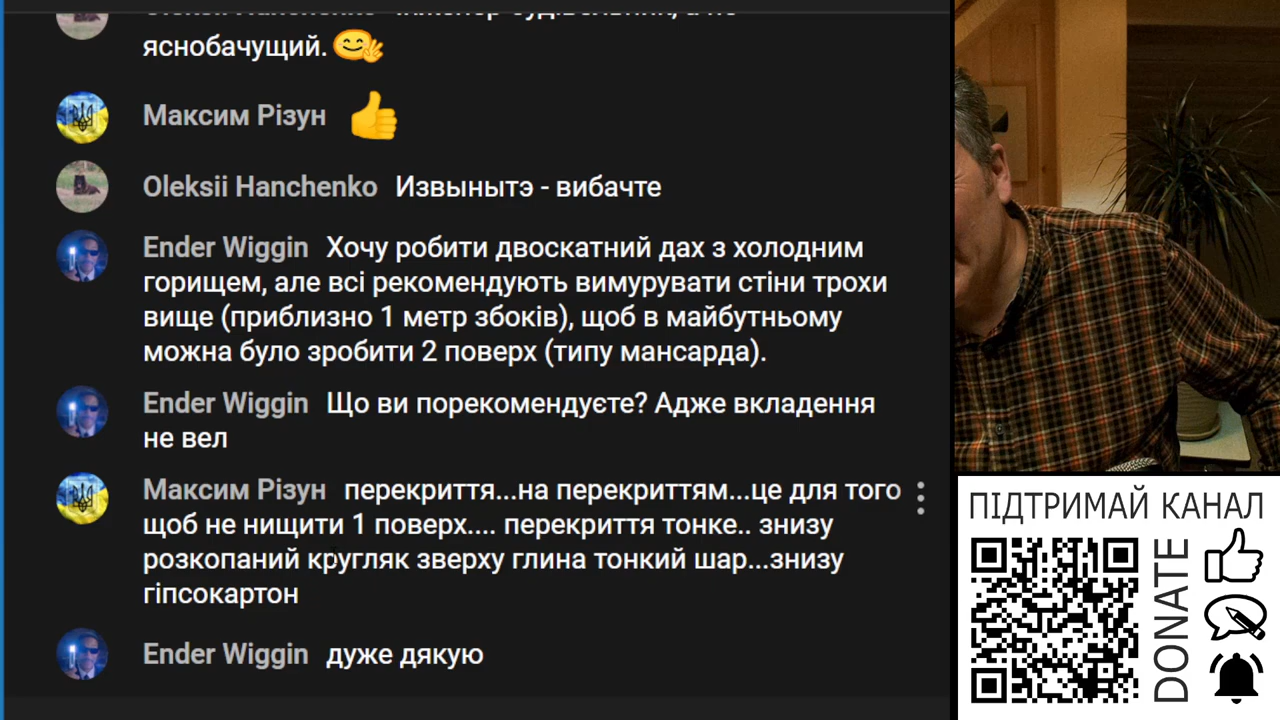 яснобачущий.
Максим Різун
Oleksii Hanchenko Извынытэ - вибачте
Ender Wiggin Хочу робити двоскатний дах з холодним
горищем, але всі рекомендують вимурувати стіни трохи
вище (приблизно 1 метр збоків), щоб в майбутньому
можна було зробити 2 поверх (типу мансарда).
Ender Wiggin Що ви порекомендуєте? Адже вкладення
не вел
Максим Різун перекриття...на перекриттям...це для того
щоб не нищити 1 поверх.... перекриття тонке.. знизу
розкопаний кругляк зверху глина тонкий шар...знизу
гіпсокартон
Ender Wiggin дуже дякую
ПІДТРИМАЙ КАНАЛ
DONATE